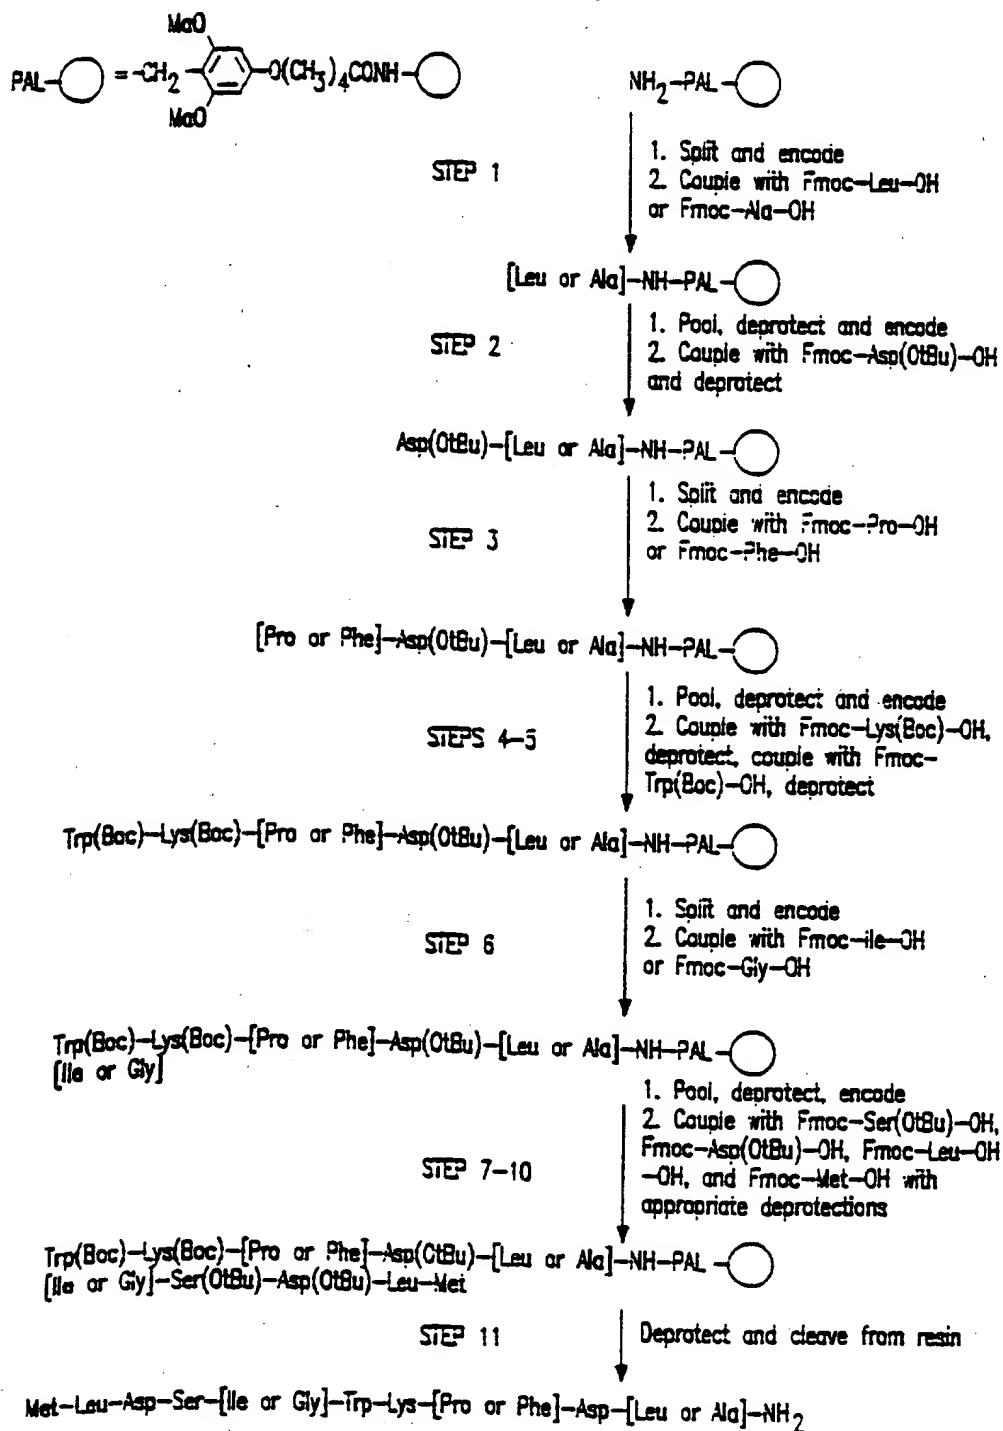 MaO
PAL- =-CH2- -O(CH3)4CONH-
MaO
NH2-PAL-
STEP 1
1. Split and encode
2. Couple with Fmoc-Leu-OH
or Fmoc-Ala-OH
[Leu or Ala]-NH-PAL-
STEP 2
1. Pool, deprotect and encode
2. Couple with Fmoc-Asp(OtBu)-OH
and deprotect
Asp(OtBu)-[Leu or Ala]-NH-PAL-
STEP 3
1. Split and encode
2. Couple with Fmoc-Pro-OH
or Fmoc-Phe-OH
[Pro or Phe]-Asp(OtBu)-[Leu or Ala]-NH-PAL-
STEPS 4-5
1. Pool, deprotect and encode
2. Couple with Fmoc-Lys(Boc)-OH,
deprotect, couple with Fmoc-
Trp(Boc)-OH, deprotect
Trp(Boc)-Lys(Boc)-[Pro or Phe]-Asp(OtBu)-[Leu or Ala]-NH-PAL-
STEP 6
1. Split and encode
2. Couple with Fmoc-ile-OH
or Fmoc-Gly-OH
Trp(Boc)-Lys(Boc)-[Pro or Phe]-Asp(OtBu)-[Leu or Ala]-NH-PAL-
[Ile or Gly]
STEP 7-10
1. Pool, deprotect, encode
2. Couple with Fmoc-Ser(OtBu)-OH,
Fmoc-Asp(OtBu)-OH, Fmoc-Leu-OH
-OH, and Fmoc-Met-OH with
appropriate deprotections
Trp(Boc)-Lys(Boc)-[Pro or Phe]-Asp(OtBu)-[Leu or Ala]-NH-PAL-
[Ile or Gly]-Ser(OtBu)-Asp(OtBu)-Leu-Met
STEP 11
Deprotect and cleave from resin
Met-Leu-Asp-Ser-[Ile or Gly]-Trp-Lys-[Pro or Phe]-Asp-[Leu or Ala]-NH2